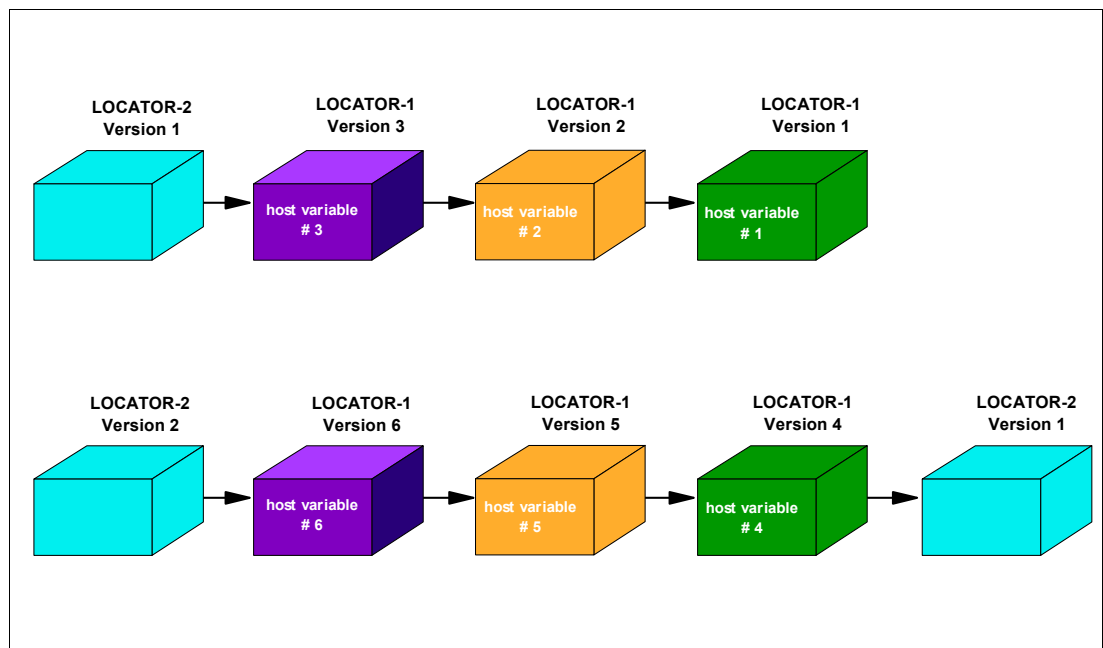 LOCATOR-2
Version 1
LOCATOR-1
Version 3
LOCATOR-1
Version 2
LOCATOR-1
Version 1
host variable
# 3
host variable
# 2
host variable
# 1
LOCATOR-2
Version 2
LOCATOR-1
Version 6
LOCATOR-1
Version 5
LOCATOR-1
Version 4
LOCATOR-2
Version 1
host variable
# 6
host variable
# 5
host variable
# 4